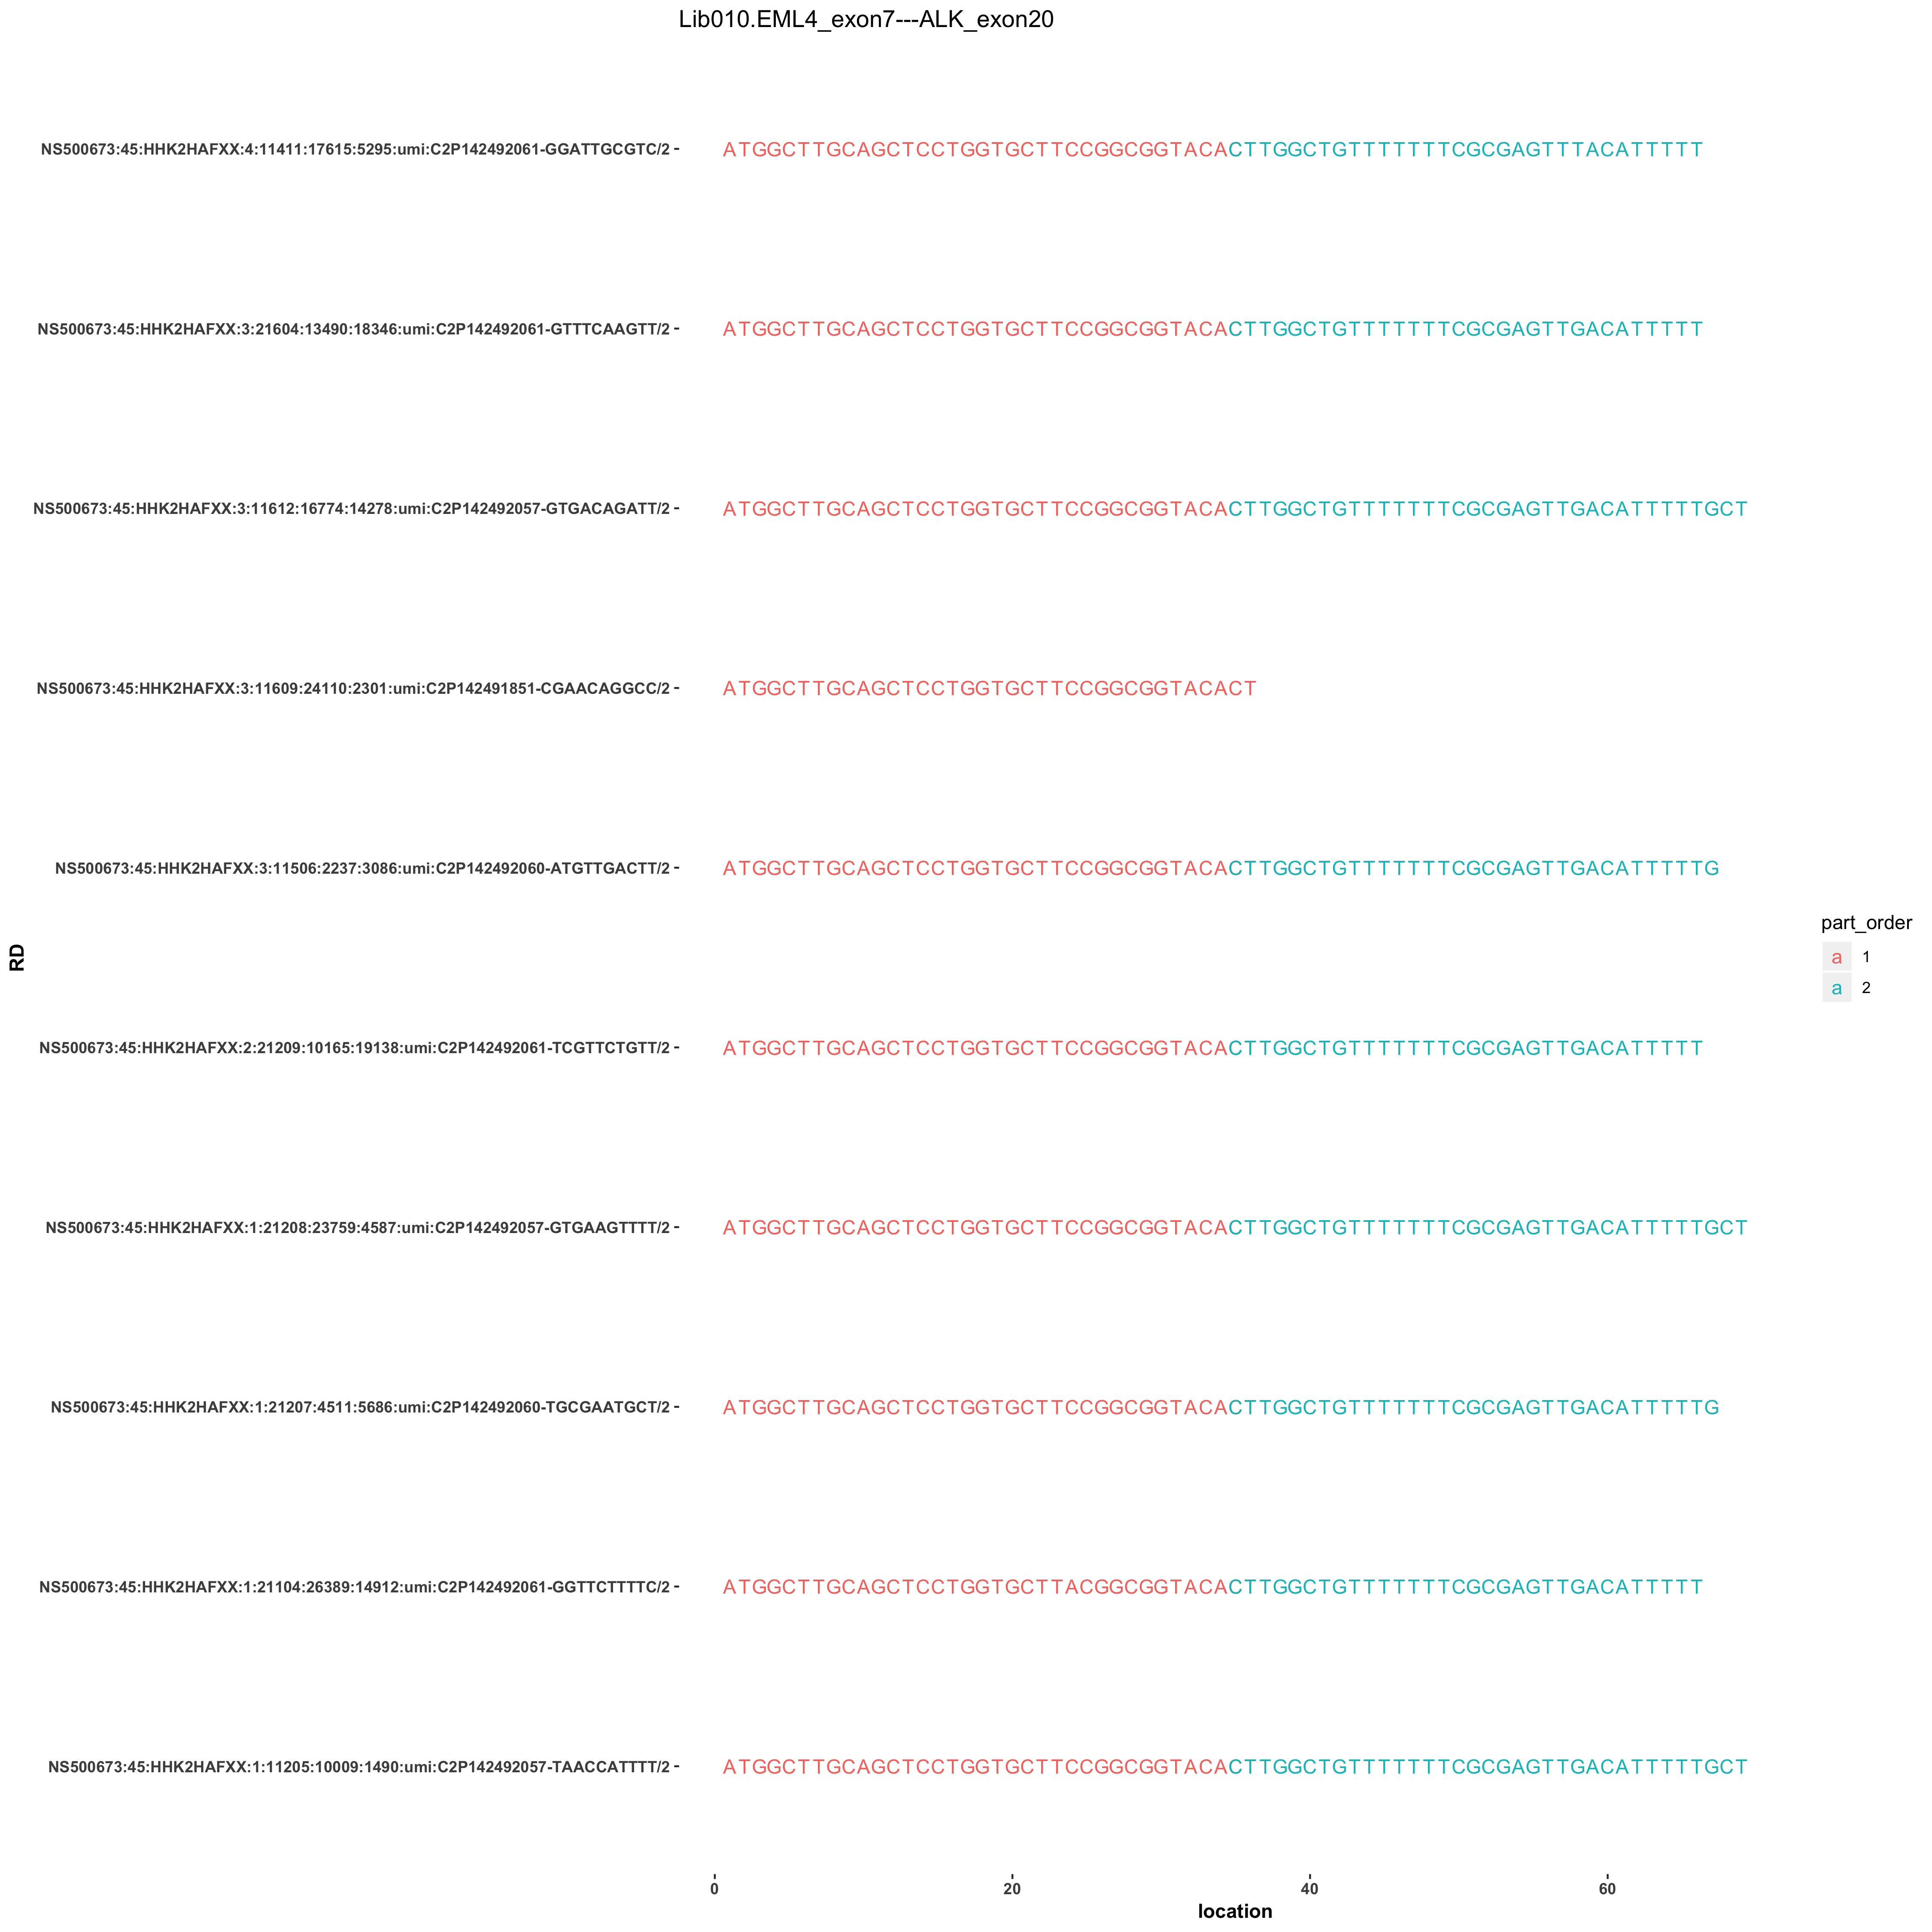 Lib010.EML4_exon7---ALK_exon20
NS500673:45:HHK2HAFXX:4:11411:17615:5295:umi:C2P142492061-GGATTGCGTC/2 ATGGCTTGCAGCTCCTGGTGCTTCCGGCGGTACACTTGGCTGTTTTTTTCGCGAGTTTACATTTTT
NS500673:45:HHK2HAFXX:3:21604:13490:18346:umi:C2P142492061-GTTTCAAGTT/2 ATGGCTTGCAGCTCCTGGTGCTTCCGGCGGTACACTTGGCTGTTTTTTTCGCGAGTTGACATTTTT
NS500673:45:HHK2HAFXX:3:11612:16774:14278:umi:C2P142492057-GTGACAGATT/2 ATGGCTTGCAGCTCCTGGTGCTTCCGGCGGTACACTTGGCTGTTTTTTTCGCGAGTTGACATTTTTGCT
NS500673:45:HHK2HAFXX:3:11609:24110:2301:umi:C2P142491851-CGAACAGGCC/2 ATGGCTTGCAGCTCCTGGTGCTTCCGGCGGTACACT
NS500673:45:HHK2HAFXX:3:11506:2237:3086:umi:C2P142492060-ATGTTGACTT/2 ATGGCTTGCAGCTCCTGGTGCTTCCGGCGGTACACTTGGCTGTTTTTTTCGCGAGTTGACATTTTTG
RD
part_order
a 1
a 2
NS500673:45:HHK2HAFXX:2:21209:10165:19138:umi:C2P142492061-TCGTTCTGTT/2 ATGGCTTGCAGCTCCTGGTGCTTCCGGCGGTACACTTGGCTGTTTTTTTCGCGAGTTGACATTTTT
NS500673:45:HHK2HAFXX:1:21208:23759:4587:umi:C2P142492057-GTGAAGTTTT/2 ATGGCTTGCAGCTCCTGGTGCTTCCGGCGGTACACTTGGCTGTTTTTTTCGCGAGTTGACATTTTTGCT
NS500673:45:HHK2HAFXX:1:21207:4511:5686:umi:C2P142492060-TGCGAATGCT/2 ATGGCTTGCAGCTCCTGGTGCTTCCGGCGGTACACTTGGCTGTTTTTTTCGCGAGTTGACATTTTTG
NS500673:45:HHK2HAFXX:1:21104:26389:14912:umi:C2P142492061-GGTTCTTTTC/2 ATGGCTTGCAGCTCCTGGTGCTTACGGCGGTACACTTGGCTGTTTTTTTCGCGAGTTGACATTTTT
NS500673:45:HHK2HAFXX:1:11205:10009:1490:umi:C2P142492057-TAACCATTTT/2 ATGGCTTGCAGCTCCTGGTGCTTCCGGCGGTACACTTGGCTGTTTTTTTCGCGAGTTGACATTTTTGCT
0 20 40 60
location